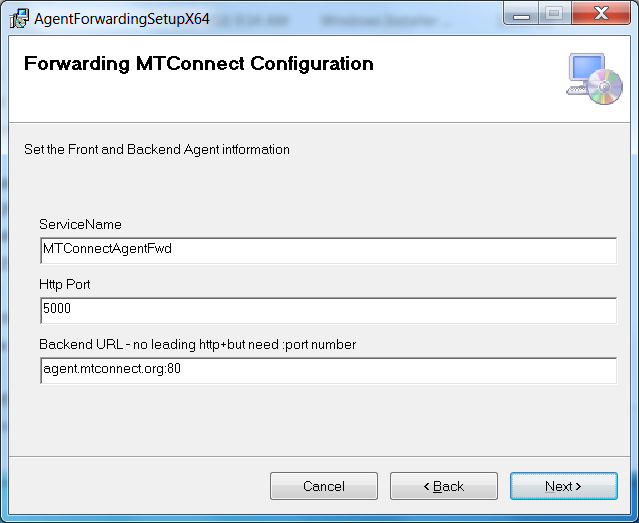 AgentForwardingSetupX64
Forwarding MTConnect Configuration
Set the Front and Backend Agent intformation
ServiceName
MTConnectAgentFwd
Http Port
5000
Backend URL - no leading http+but need :port number
agent.mtconnect.org:80
Cancel
< Back
Next >